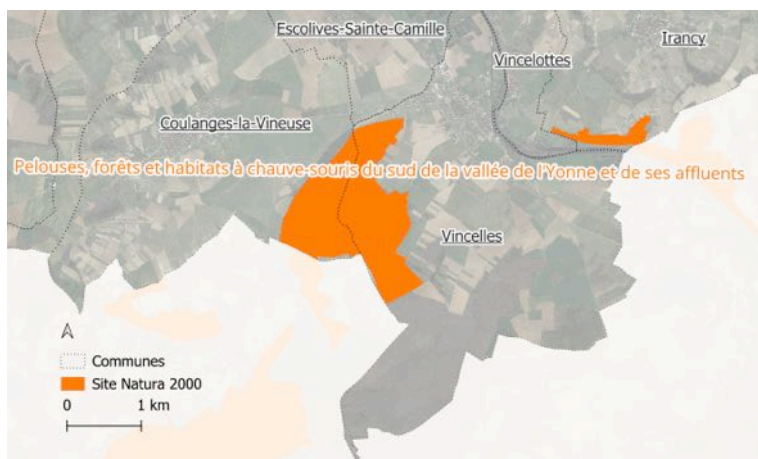 Escolives-Sainte-Camille
Irancy
Vincelottes
Coulanges-la-Vineuse
Pelouses, forêts et habitats à chauve-souris du sud de la vallée de l'Yonne et de ses affluents
Vincelles
Communes
Site Natura 2000
0 1 km